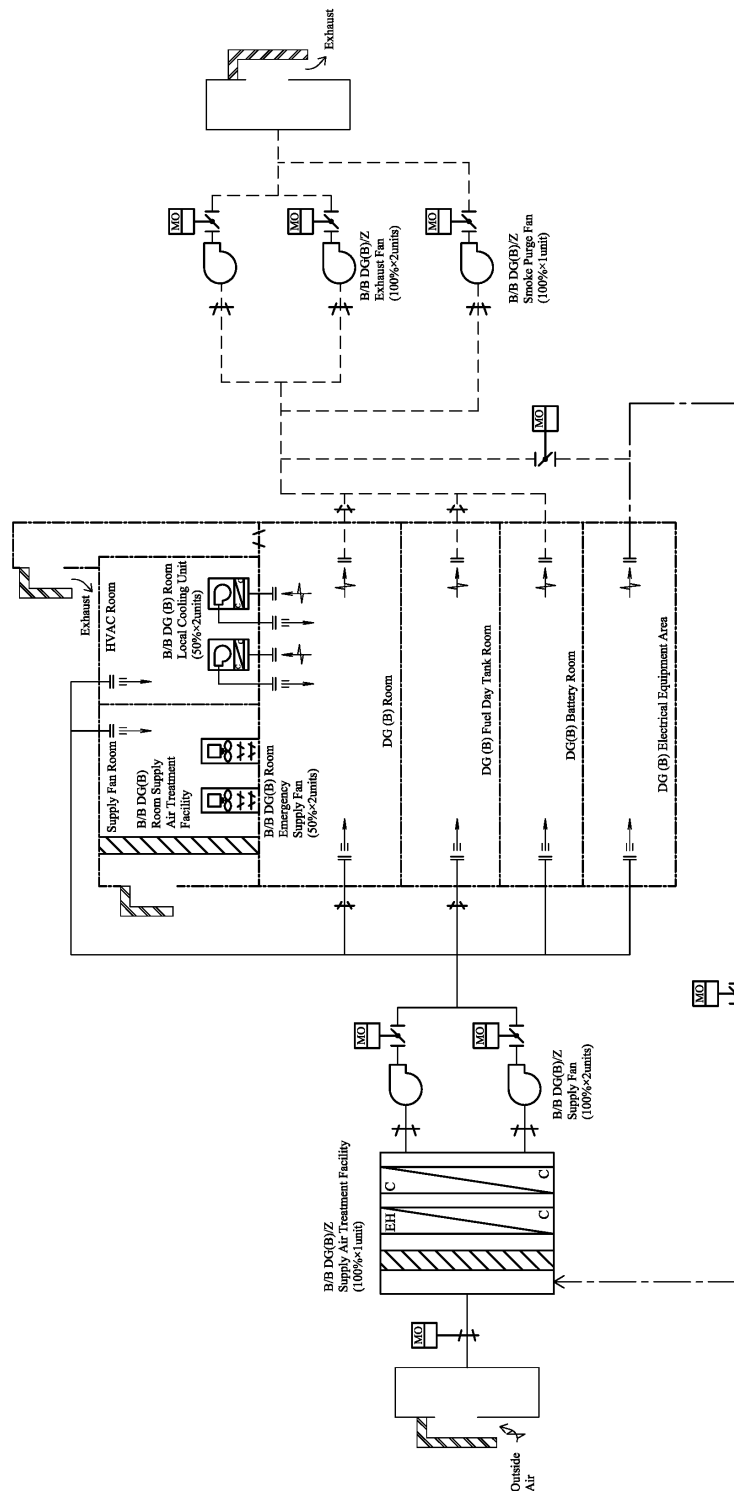 Exhaust
MO
MO
B/B DG(B)/Z
Exhaust Fan
(100%×2units)
MO
B/B DG(B)/Z
Smoke Purge Fan
(100%×1unit)
MO
Exhaust
HVAC Room
B/B DG (B) Room
Local Cooling Unit
(50%×2units)
C
C
C
C
Supply Fan Room
B/B DG(B)
Room Supply
Air Treatment
Facility
B/B DG(B) Room
Emergency
Supply Fan
(50%×2units)
DG (B) Room
DG (B) Fuel Day Tank Room
DG(B) Battery Room
DG (B) Electrical Equipment Area
MO
MO
MO
B/B DG(B)/Z
Supply Fan
(100%×2units)
B/B DG(B)/Z
Supply Air Treatment Facility
(100%×1unit)
EH
C
C
C
MO
Outside
Air